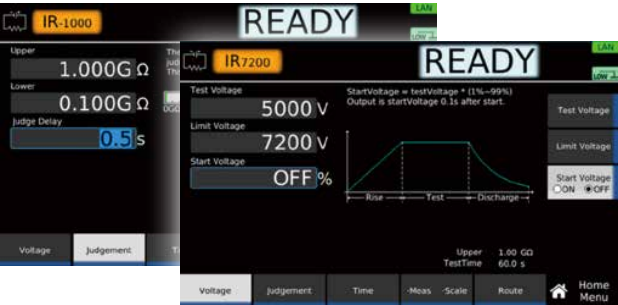 IR-1000
READY
LAN
Upper
1.000G Ω
Lower
0.100G Ω
Judge Delay
0.5 s
Voltage
Judgement
IR7200
READY
LAN
LOW
Test Voltage
5000 V
Limit Voltage
7200 V
Start Voltage
OFF %
StartVoltage = testVoltage * (1%~99%)
Output is startVoltage 0.1s after start.
Rise
Test
Discharge
Upper 1.00 GΩ
TestTime 60.0 s
Test Voltage
Limit Voltage
Start Voltage
ON OFF
Voltage
Judgement
Time
-Meas -Scale
Route
Home
Menu